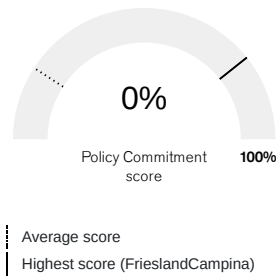 0%
Policy Commitment 100%
score
Average score
Highest score (FrieslandCampina)